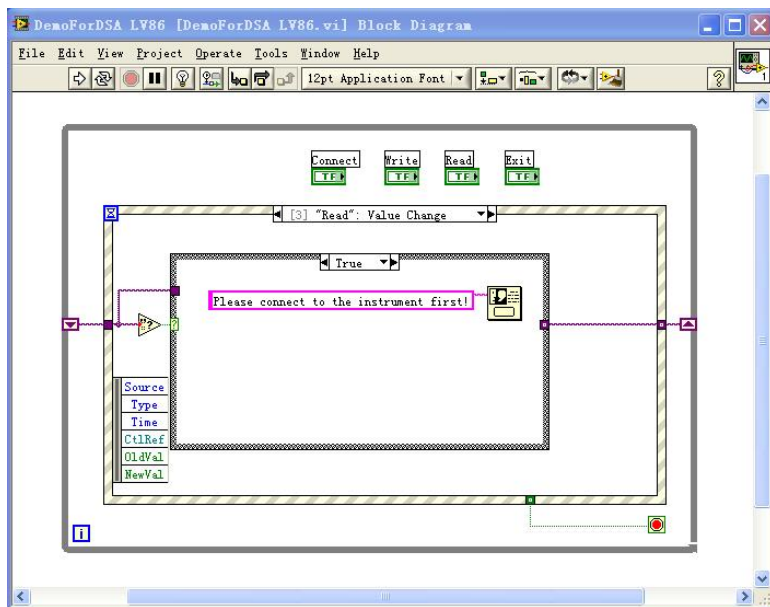 DemoForDSA LV86 [DemoForDSA LV86.vi] Block Diagram
File Edit View Project Operate Tools Window Help
12pt Application Font
?
1
Connect Write Read Exit
TF TF TF TF
[3] "Read": Value Change
True
Please connect to the instrument first!
?
?
Source
Type
Time
CtlRef
OldVal
NewVal
i